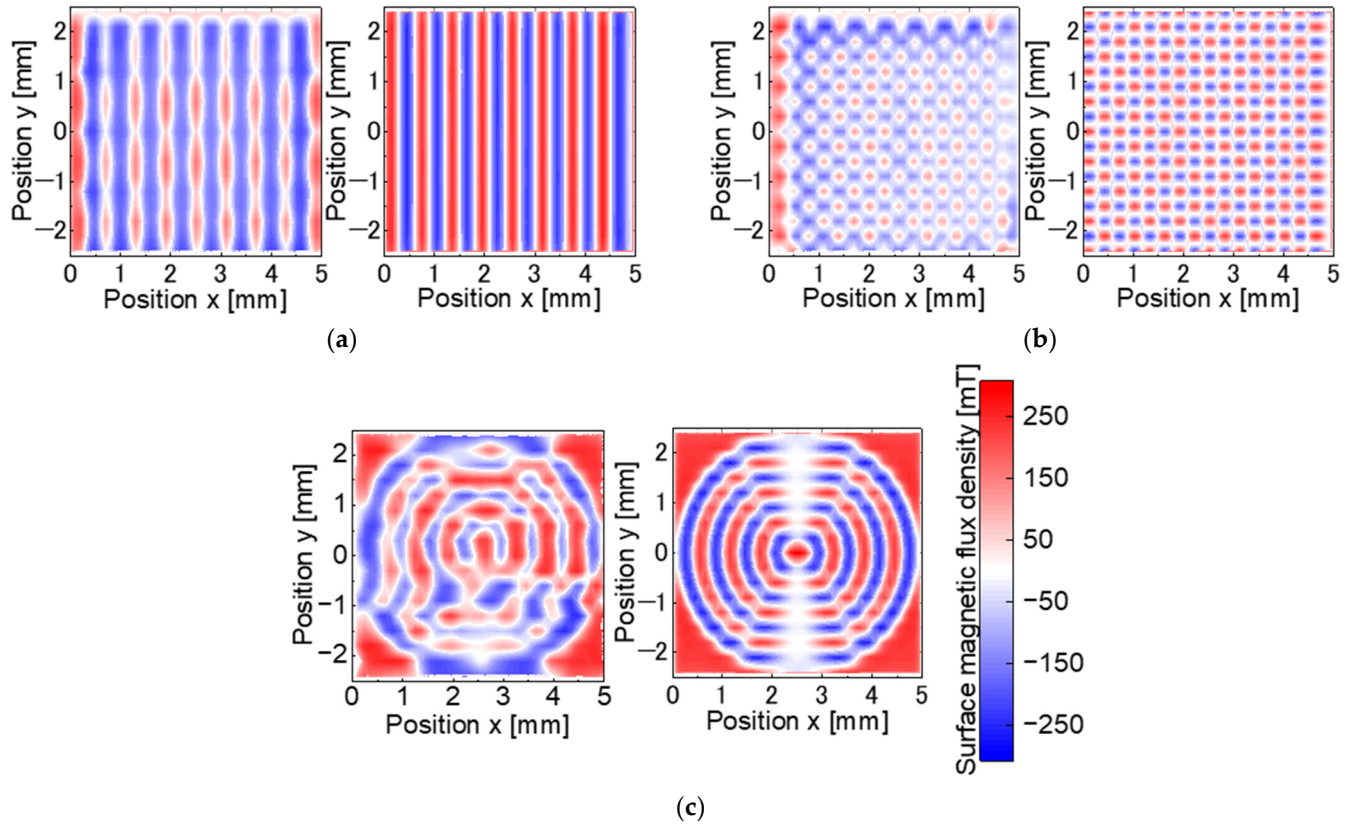 2
1
0
−1
−2
Position y [mm]
0 1 2 3 4 5
Position x [mm]
2
1
0
−1
−2
Position y [mm]
0 1 2 3 4 5
Position x [mm]
(a)
2
1
0
−1
−2
Position y [mm]
0 1 2 3 4 5
Position x [mm]
2
1
0
−1
−2
Position y [mm]
0 1 2 3 4 5
Position x [mm]
(b)
2
1
0
−1
−2
Position y [mm]
0 1 2 3 4 5
Position x [mm]
2
1
0
−1
−2
Position y [mm]
0 1 2 3 4 5
Position x [mm]
Surface magnetic flux density [mT]
250
150
50
−50
−150
−250
(c)